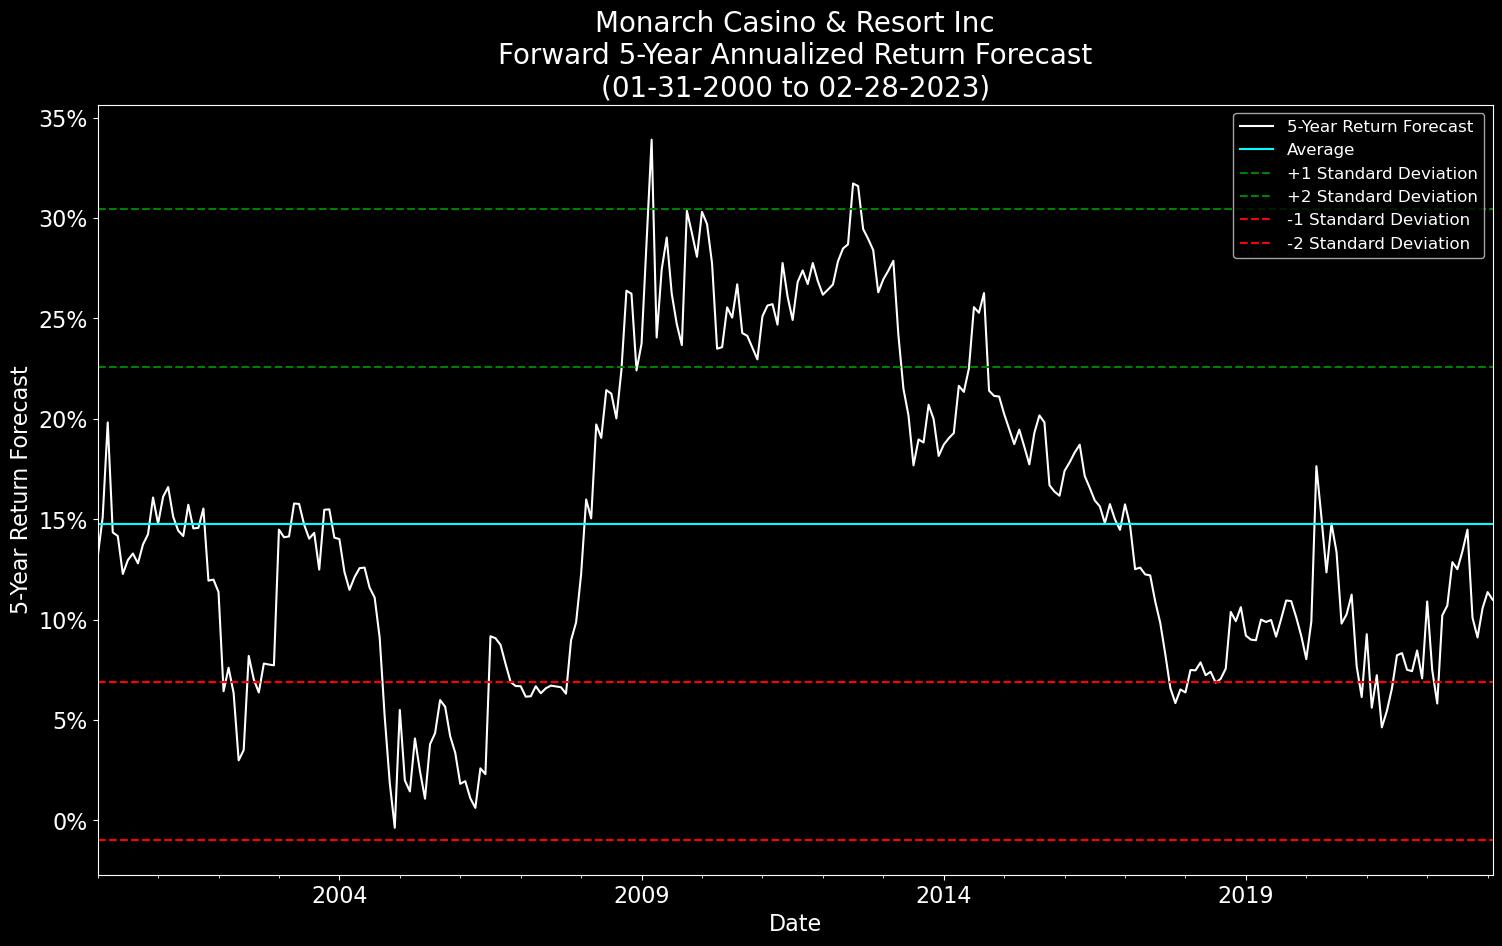 Monarch Casino & Resort Inc
Forward 5-Year Annualized Return Forecast
(01-31-2000 to 02-28-2023)
35%
30%
25%
20%
15%
10%
5%
0%
5-Year Return Forecast
5-Year Return Forecast
Average
+1 Standard Deviation
+2 Standard Deviation
-1 Standard Deviation
-2 Standard Deviation
2004
2009
2014
2019
Date